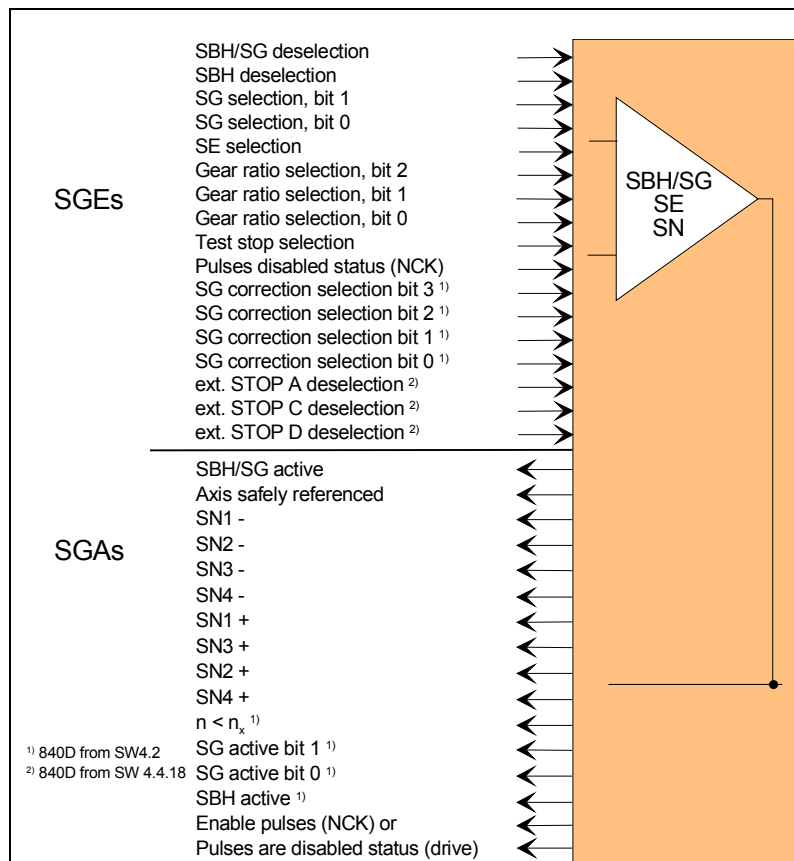 SBH/SG deselection
SBH deselection
SG selection, bit 1
SG selection, bit 0
SE selection
Gear ratio selection, bit 2
Gear ratio selection, bit 1
Gear ratio selection, bit 0
Test stop selection
Pulses disabled status (NCK)
SG correction selection bit 3 ¹⁾
SG correction selection bit 2 ¹⁾
SG correction selection bit 1 ¹⁾
SG correction selection bit 0 ¹⁾
ext. STOP A deselection ²⁾
ext. STOP C deselection ²⁾
ext. STOP D deselection ²⁾
SGEs
SBH/SG
SE
SN
SBH/SG active
Axis safely referenced
SN1 -
SN2 -
SN3 -
SN4 -
SN1 +
SN3 +
SN2 +
SN4 +
n < nₓ ¹⁾
SG active bit 1 ¹⁾
SG active bit 0 ¹⁾
SBH active ¹⁾
Enable pulses (NCK) or
Pulses are disabled status (drive)
SGAs
¹⁾ 840D from SW4.2
²⁾ 840D from SW 4.4.18